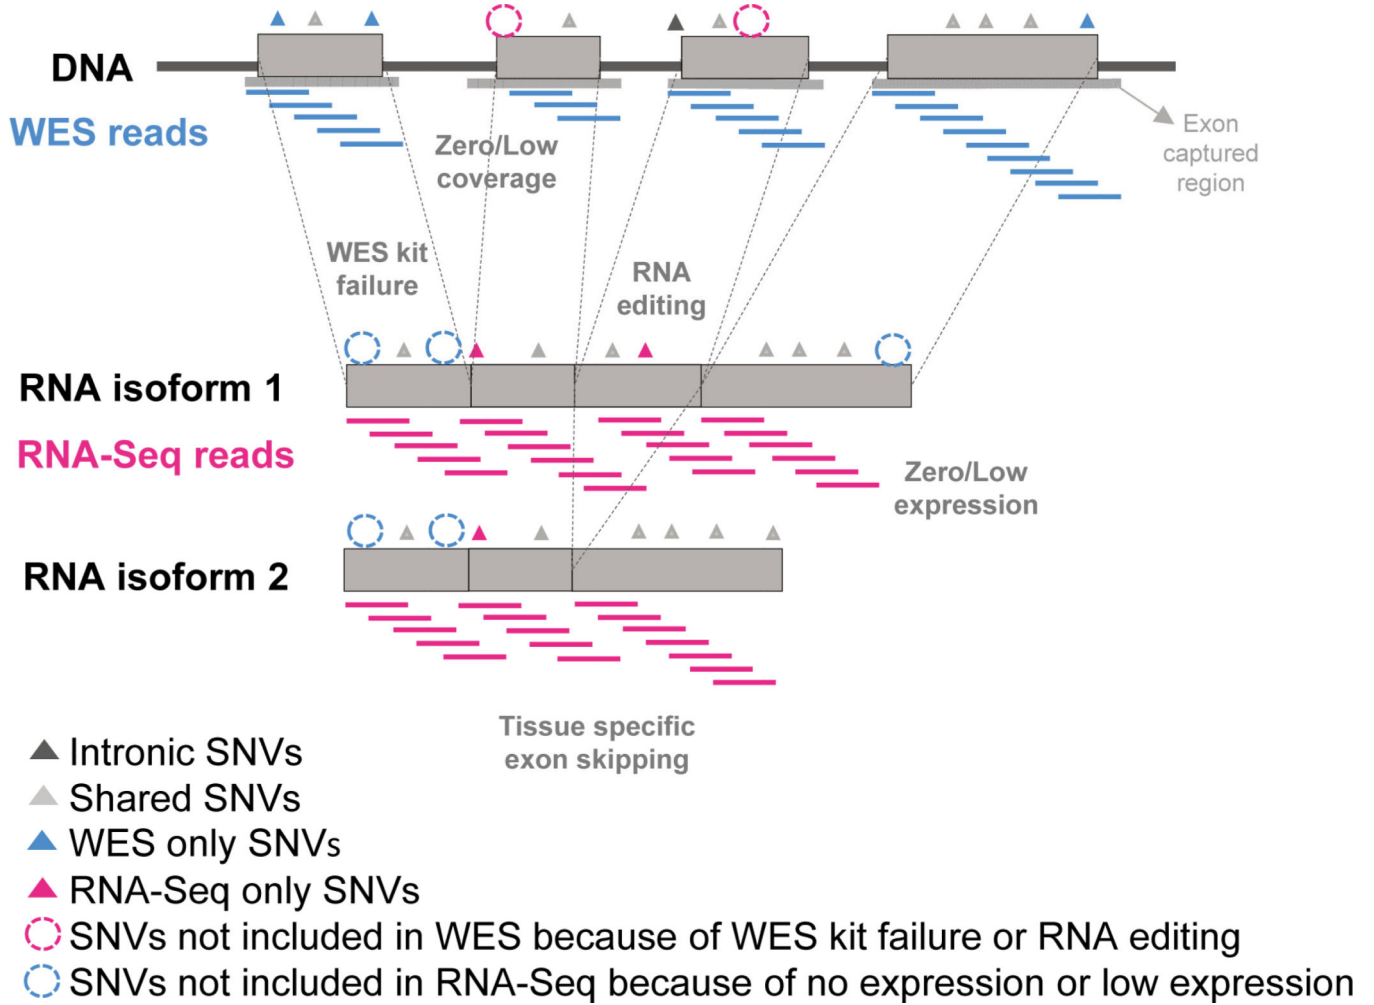 DNA
WES reads
Zero/Low
coverage
Exon
captured
region
WES kit
failure
RNA
editing
RNA isoform 1
RNA-Seq reads
Zero/Low
expression
RNA isoform 2
Tissue specific
exon skipping
Intronic SNVs
Shared SNVs
WES only SNVs
RNA-Seq only SNVs
SNVs not included in WES because of WES kit failure or RNA editing
SNVs not included in RNA-Seq because of no expression or low expression